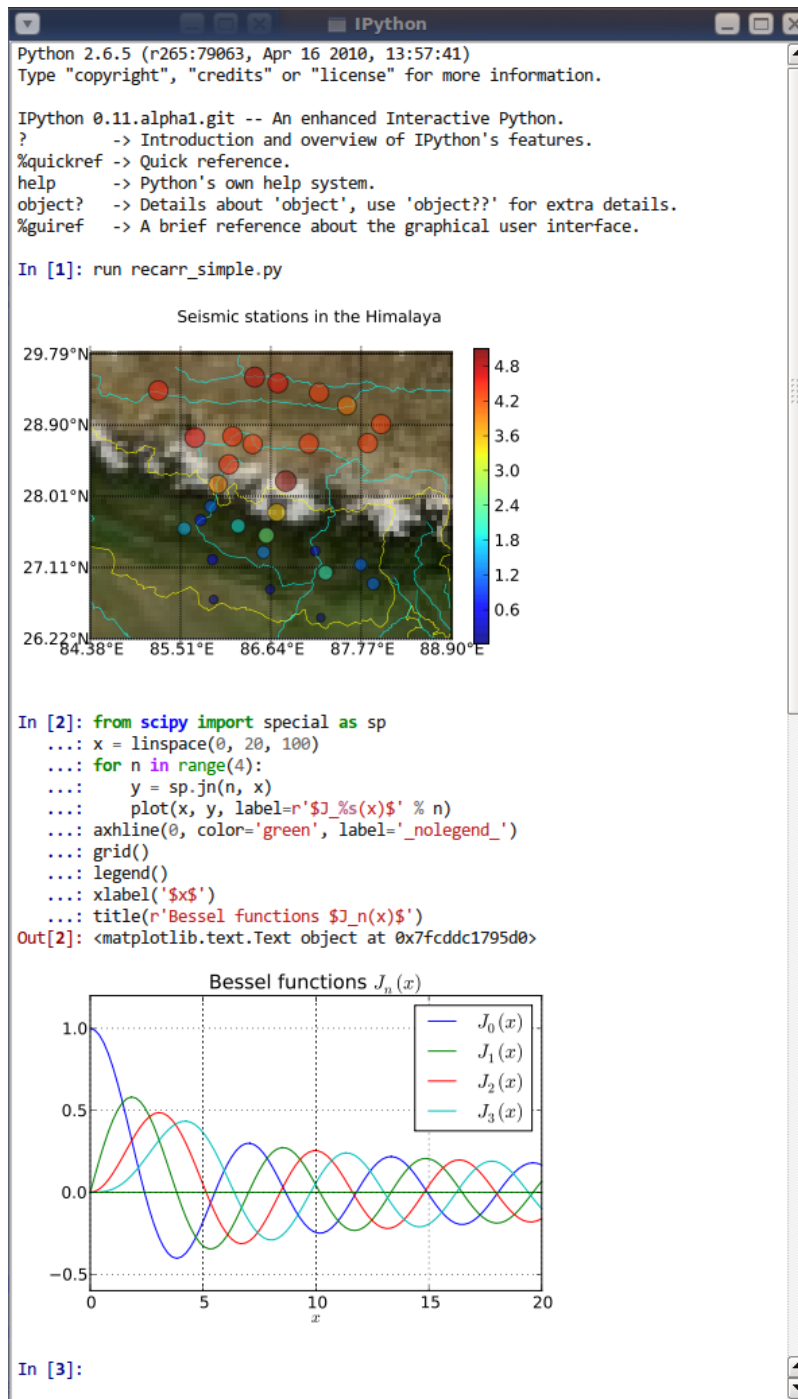 IPython
Python 2.6.5 (r265:79063, Apr 16 2010, 13:57:41)
Type "copyright", "credits" or "license" for more information.
IPython 0.11.alpha1.git -- An enhanced Interactive Python.
?         -> Introduction and overview of IPython's features.
%quickref -> Quick reference.
help      -> Python's own help system.
object?   -> Details about 'object', use 'object??' for extra details.
%guiref   -> A brief reference about the graphical user interface.
In [1]: run recarr_simple.py
Seismic stations in the Himalaya
29.79°N
28.90°N
28.01°N
27.11°N
26.22°N
84.38°E 85.51°E 86.64°E 87.77°E 88.90°E
4.8
4.2
3.6
3.0
2.4
1.8
1.2
0.6
In [2]: from scipy import special as sp
   ...: x = linspace(0, 20, 100)
   ...: for n in range(4):
   ...:     y = sp.jn(n, x)
   ...:     plot(x, y, label=r'$J_%s(x)$' % n)
   ...: axhline(0, color='green', label='_nolegend_')
   ...: grid()
   ...: legend()
   ...: xlabel('$x$')
   ...: title(r'Bessel functions $J_n(x)$')
Out[2]: <matplotlib.text.Text object at 0x7fcddc1795d0>
Bessel functions J_n(x)
1.0
0.5
0.0
−0.5
J_0(x)
J_1(x)
J_2(x)
J_3(x)
0 5 10 15 20
x
In [3]: